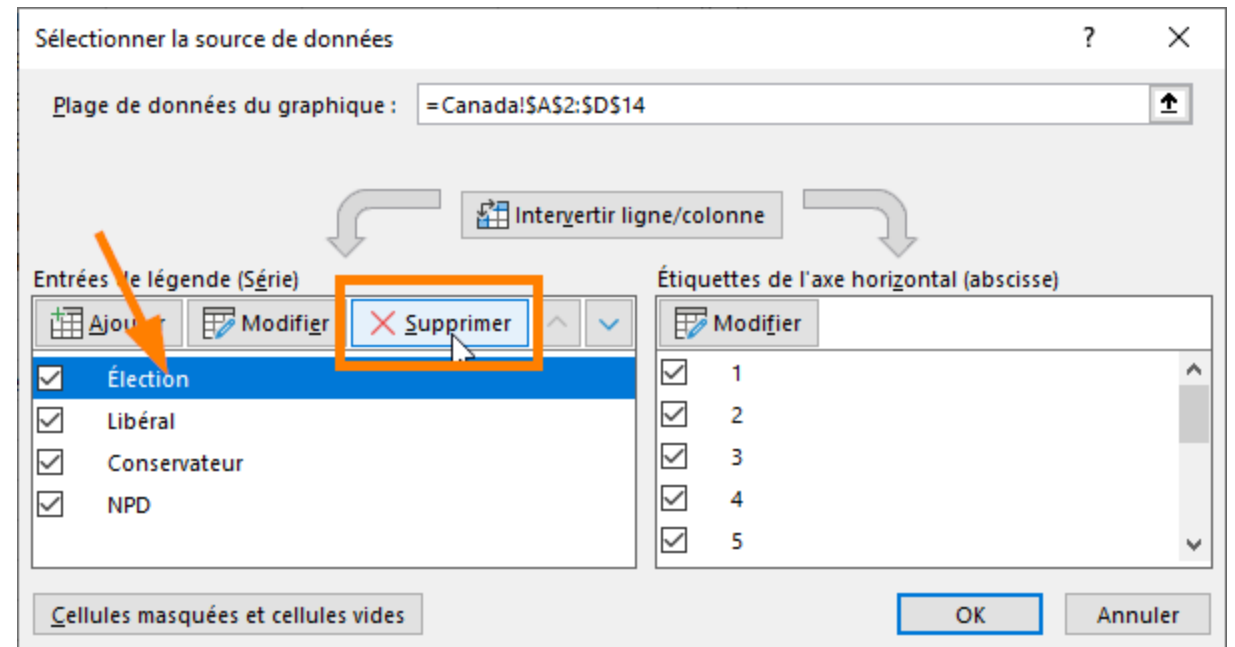 Sélectionner la source de données ?
Plage de données du graphique : =Canada!$A$2:$D$14
Intervertir ligne/colonne
Entrées de légende (Série)
Ajouter Modifier Supprimer
Élection
Libéral
Conservateur
NPD
Étiquettes de l'axe horizontal (abscisse)
Modifier
1
2
3
4
5
Cellules masquées et cellules vides
OK Annuler